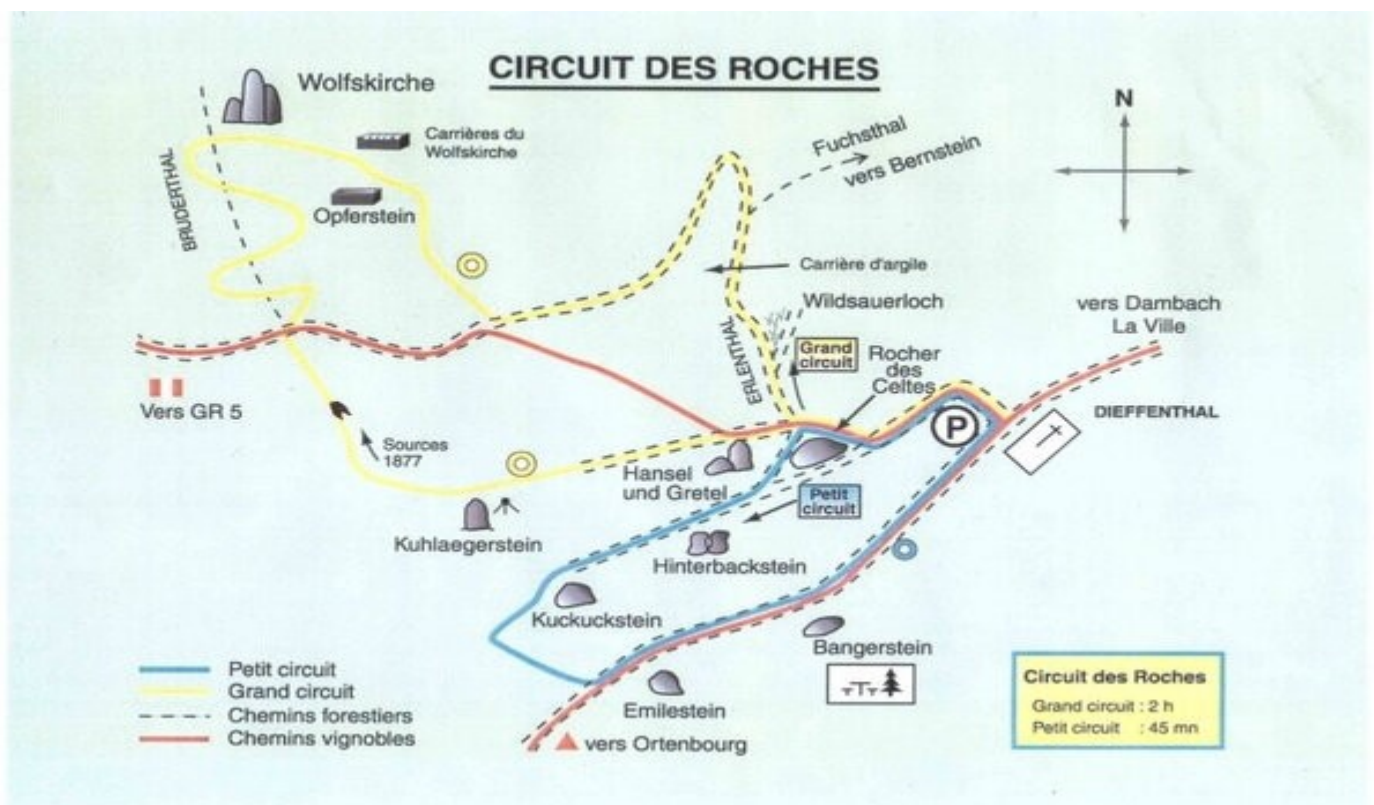 CIRCUIT DES ROCHES
Wolfskirche
N
Carrières du
Wolfskirche
Fuchsthal
vers Bernstein
BRUDERTHAL
Opferstein
Carrière d'argile
Wildsauerloch
vers Dambach
La Ville
ERLENTHAL
Grand
circuit
Rocher
des
Celtes
Vers GR 5
DIEFFENTHAL
P
Sources
1877
Hansel
und Gretel
Petit
circuit
Kuhlaegerstein
Hinterbackstein
Kuckuckstein
Bangerstein
Petit circuit
Grand circuit
Chemins forestiers
Chemins vignobles
Emilestein
vers Ortenbourg
Circuit des Roches
Grand circuit : 2 h
Petit circuit : 45 mn